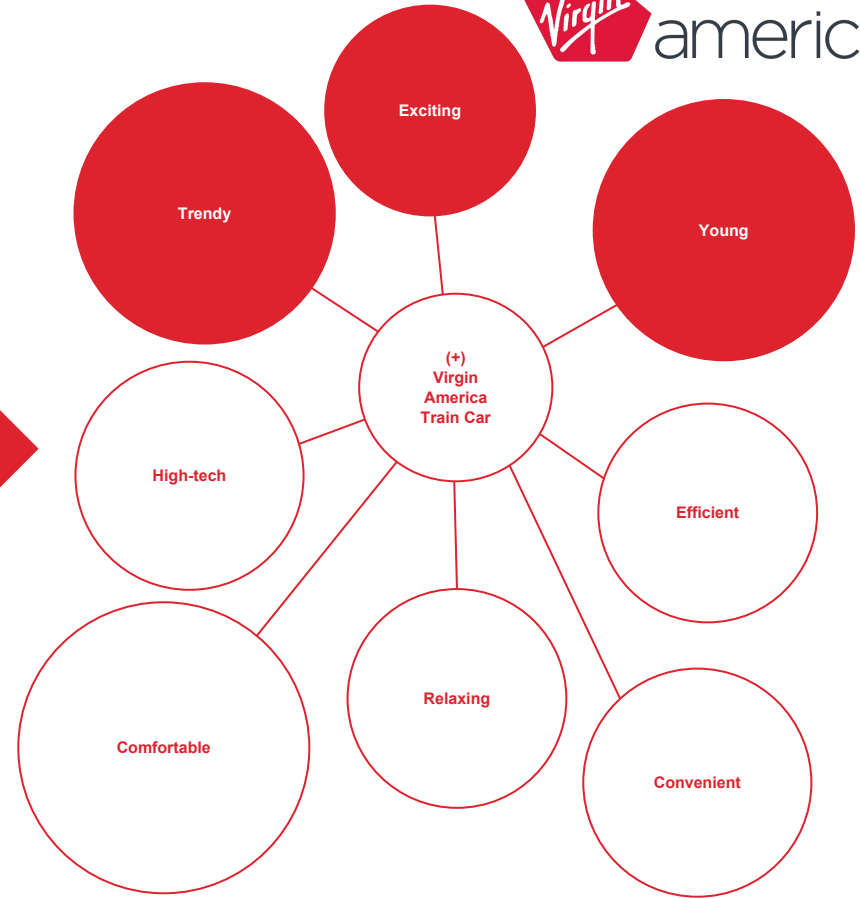 Virgin
americ
Exciting
Trendy
Young
(+)
Virgin
America
Train Car
High-tech
Efficient
Relaxing
Comfortable
Convenient